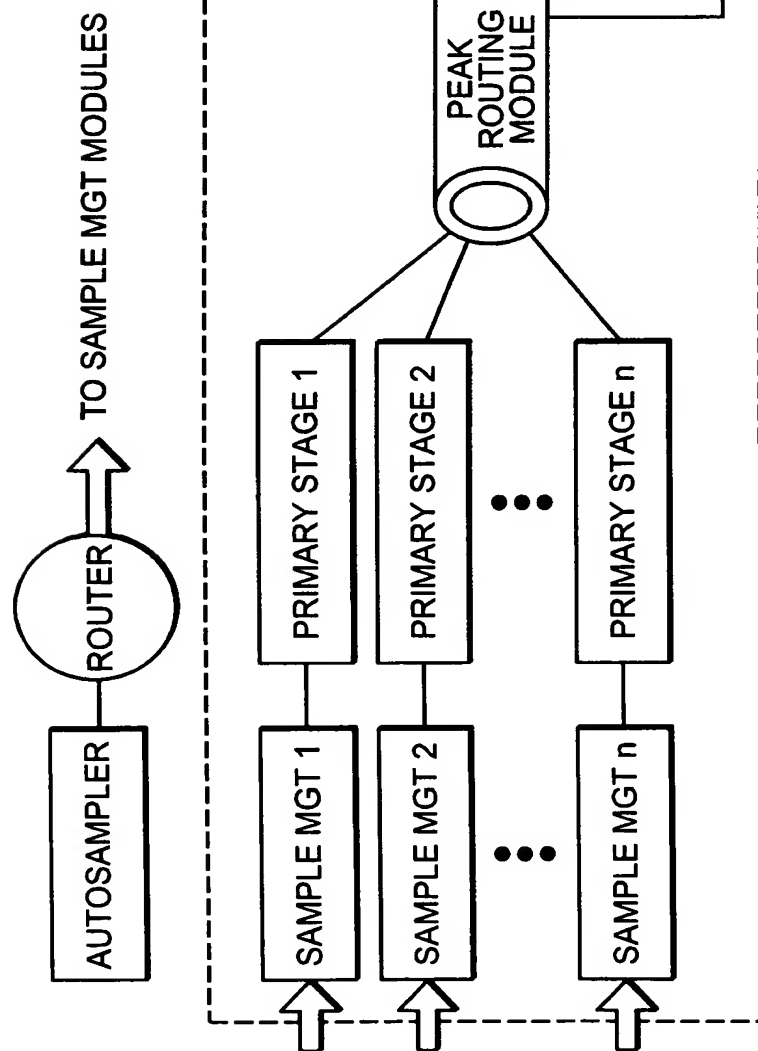 AUTOSAMPLER
ROUTER
TO SAMPLE MGT MODULES
SAMPLE MGT 1
PRIMARY STAGE 1
SAMPLE MGT 2
PRIMARY STAGE 2
SAMPLE MGT n
PRIMARY STAGE n
PEAK
ROUTING
MODULE